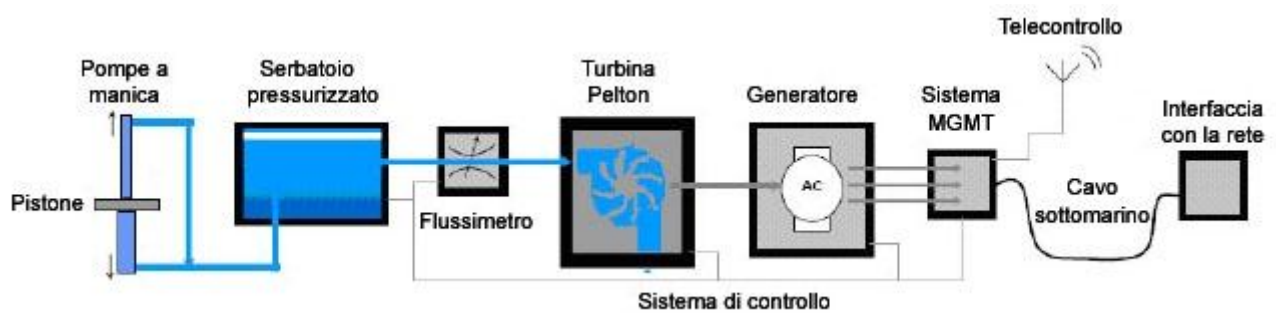 Telecontrollo
Pompe a
manica
Serbatoio
pressurizzato
Turbina
Pelton
Generatore
Sistema
MGMT
Interfaccia
con la rete
Pistone
Flussimetro
AC
Cavo
sottomarino
Sistema di controllo